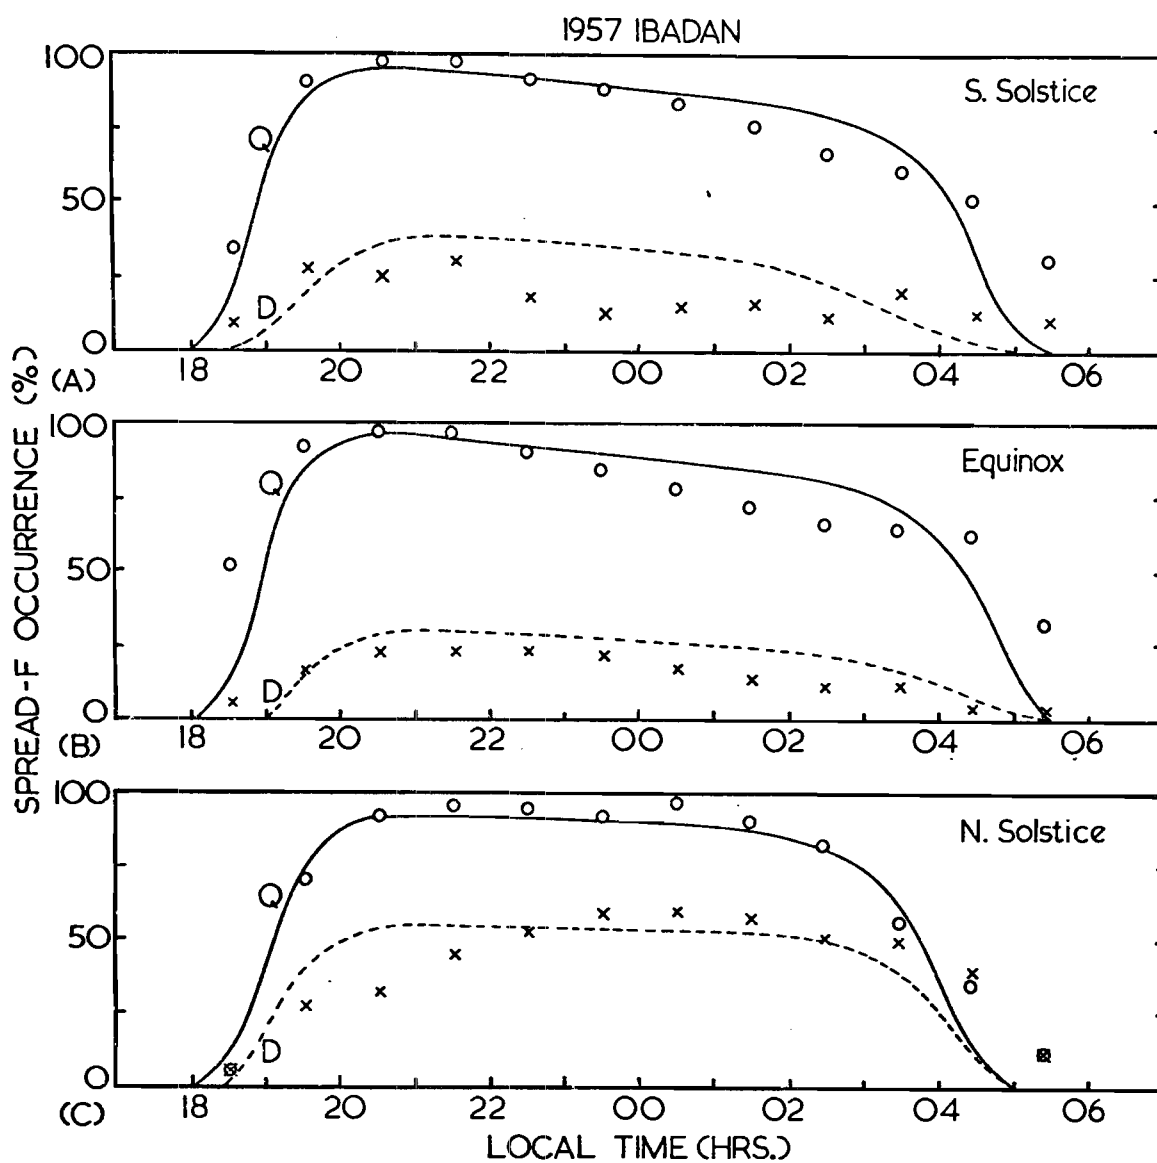 1957 IBADAN
SPREAD-F OCCURRENCE (%)
100
S. Solstice
Q
50
D
0
18 20 22 00 02 04 06
(A)
100
Equinox
Q
50
D
0
18 20 22 00 02 04 06
(B)
100
N. Solstice
Q
50
D
0
18 20 22 00 02 04 06
(C)
LOCAL TIME (HRS.)